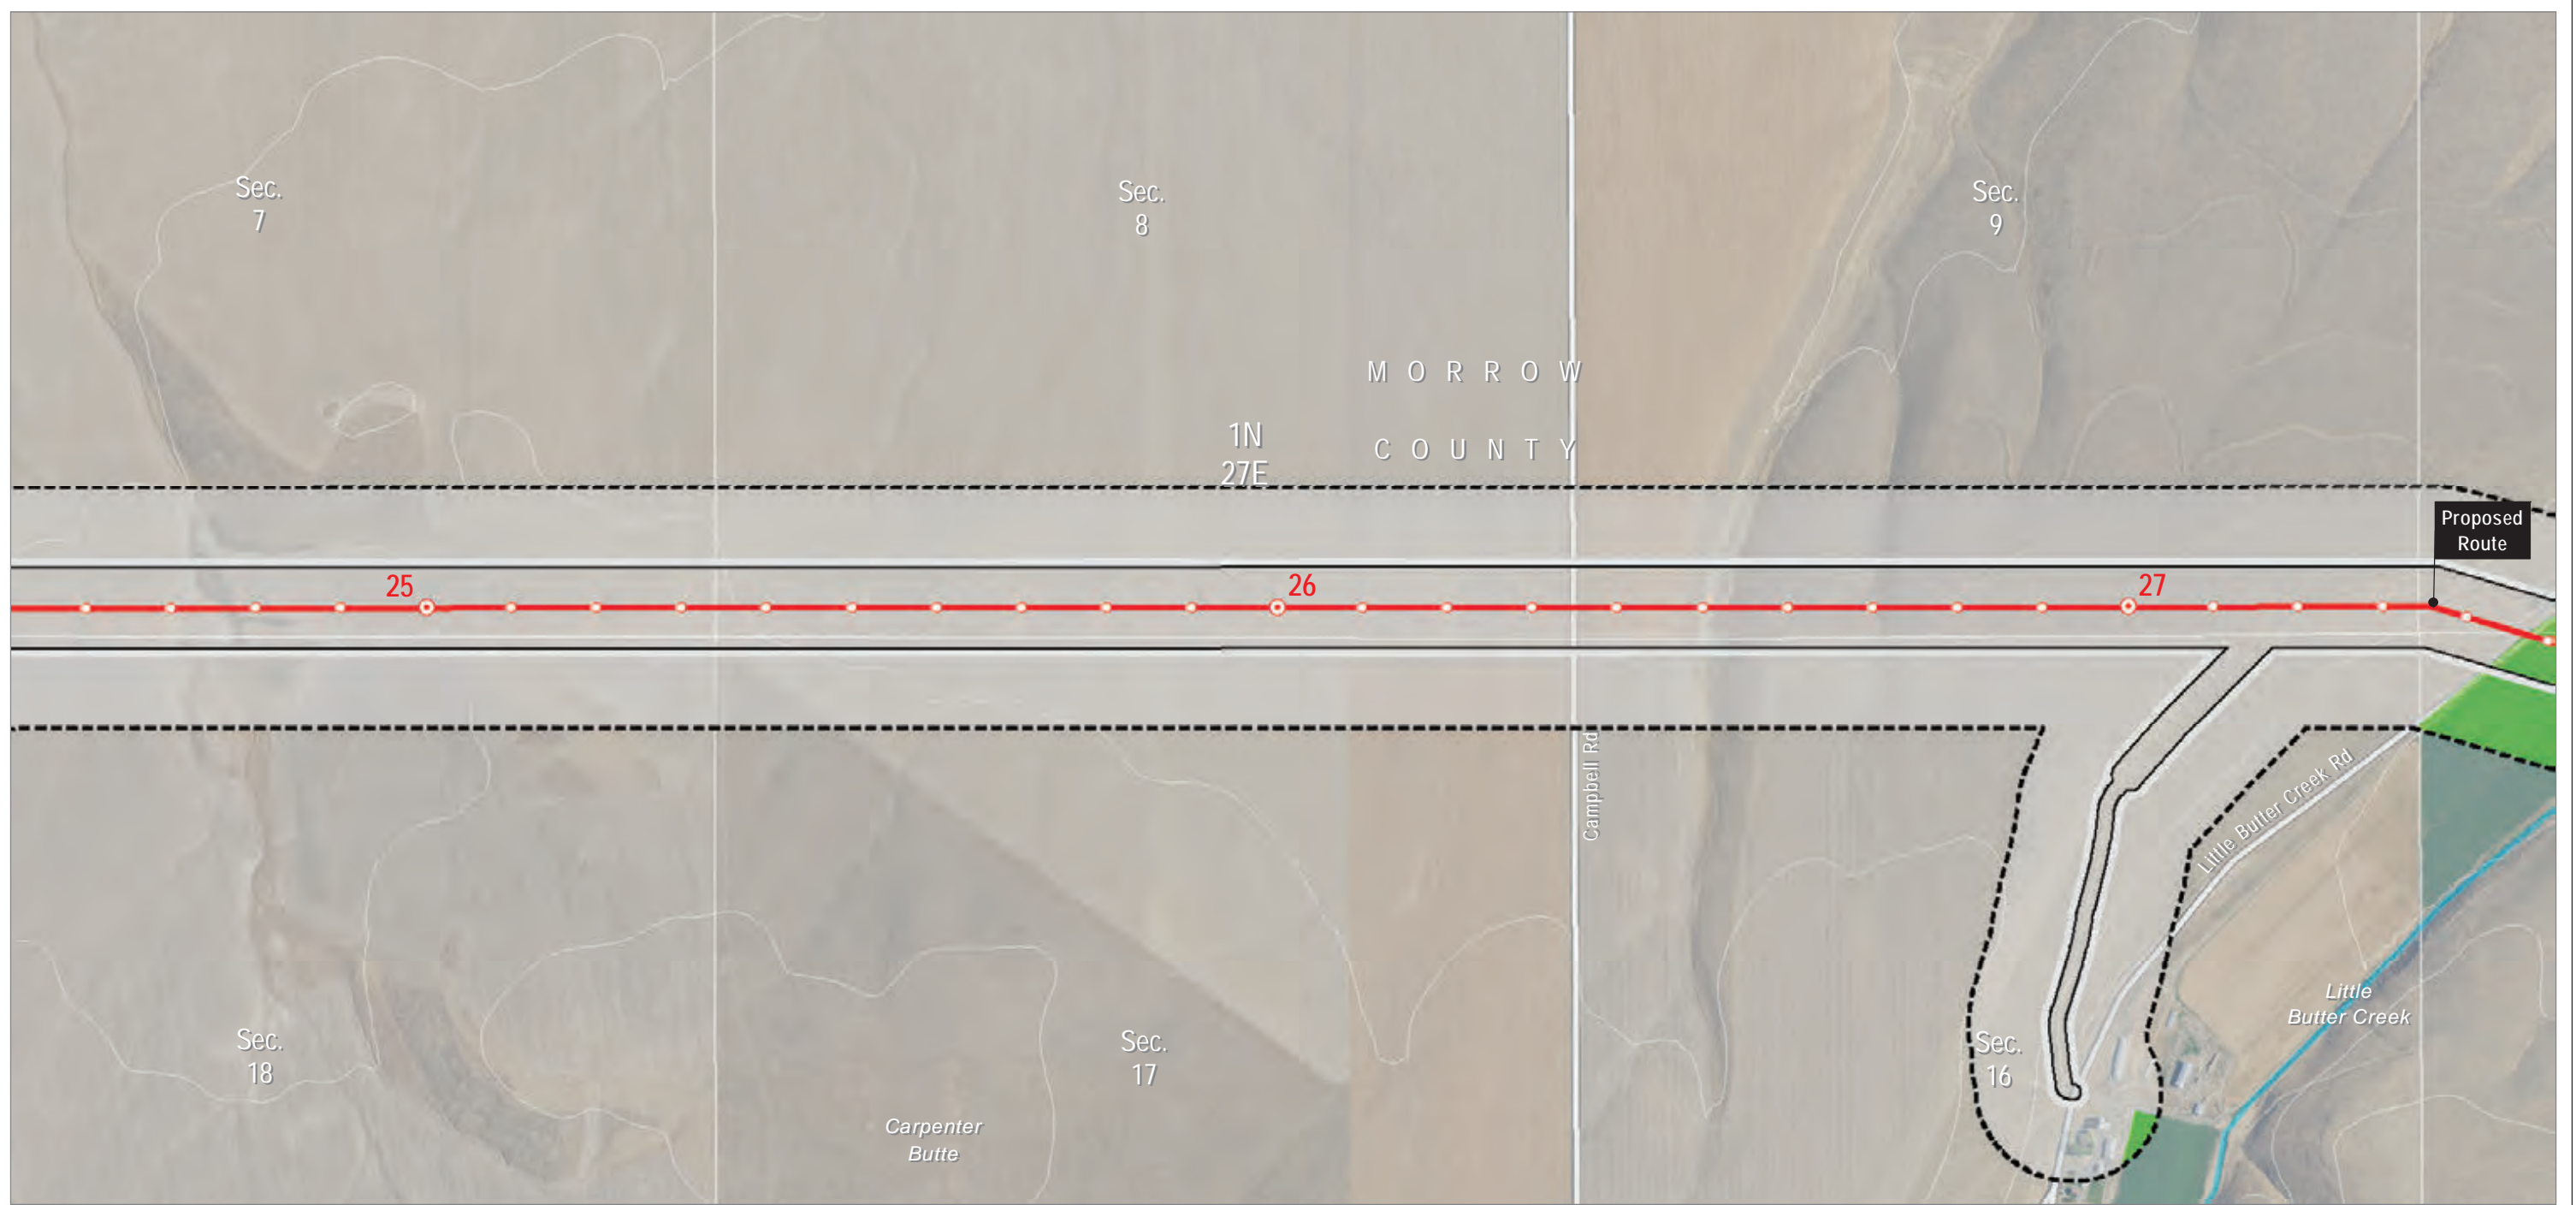 Sec.
7
Sec.
8
Sec.
9
M O R R O W
C O U N T Y
1N
27E
Proposed
Route
25
26
27
Campbell Rd
Little Butter Creek Rd
Little
Butter Creek
Sec.
18
Sec.
17
Sec.
16
Carpenter
Butte